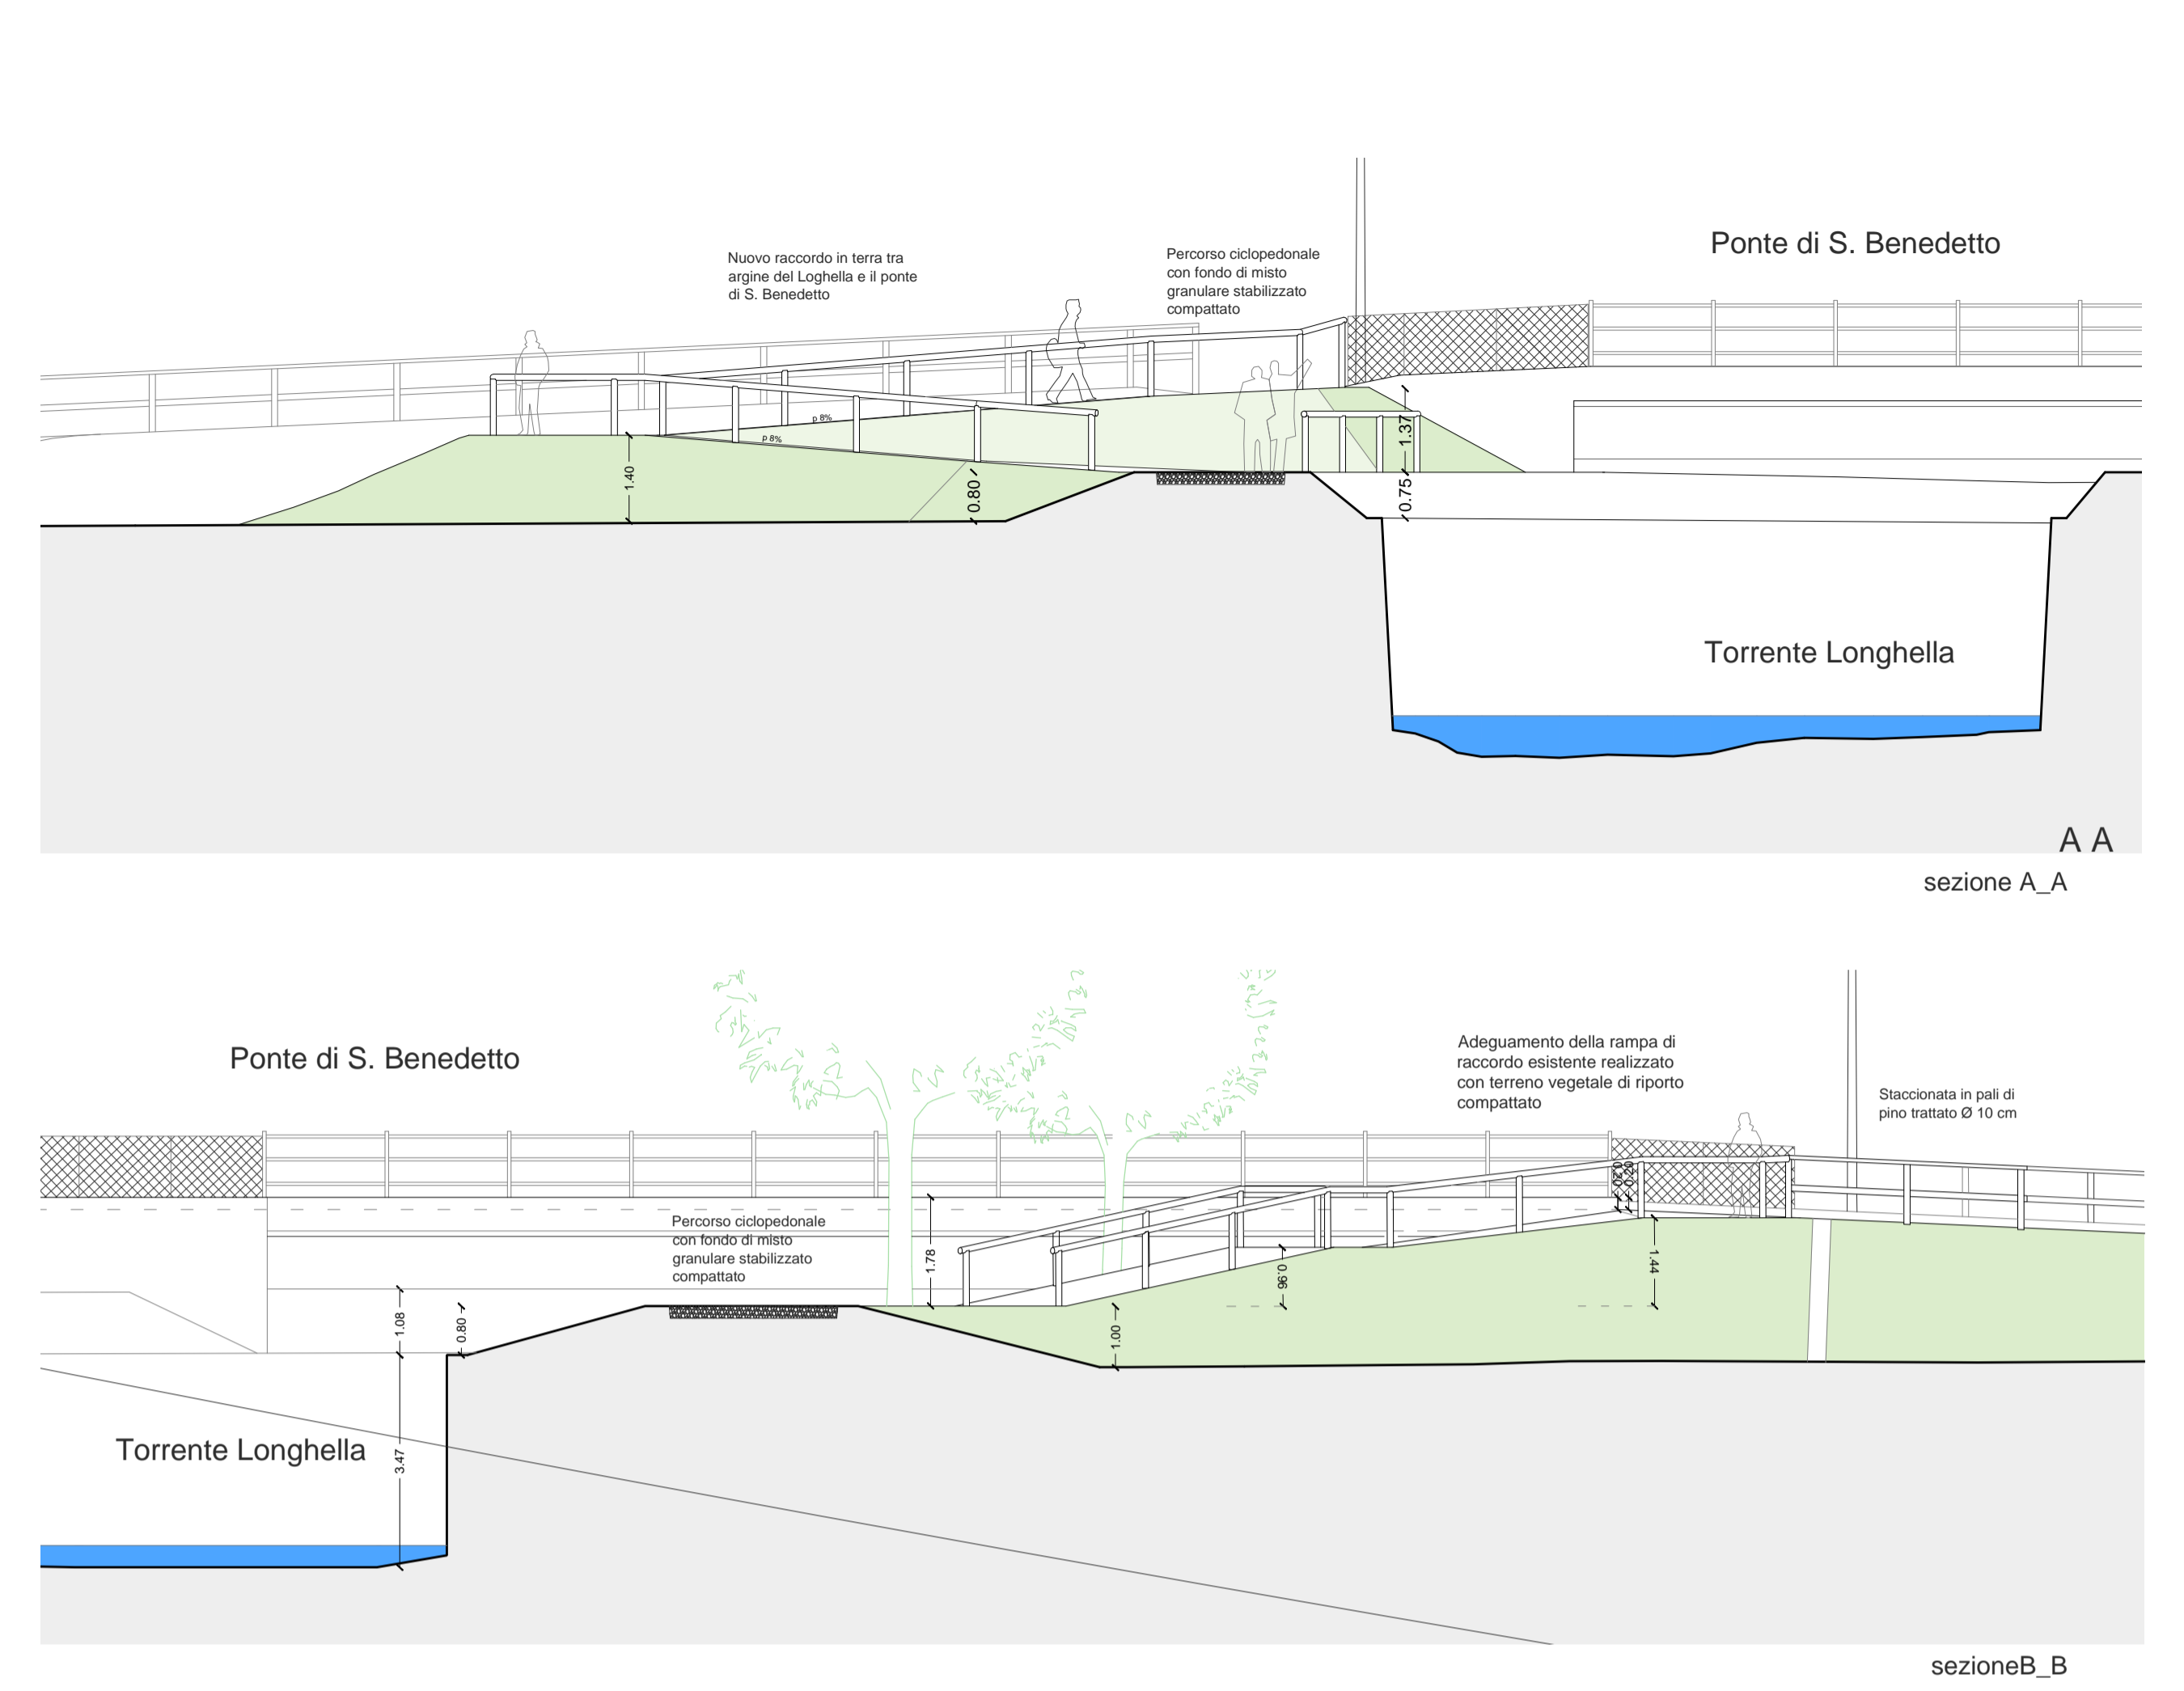 Ponte di S. Benedetto
Nuovo raccordo in terra tra
argine del Loghella e il ponte
di S. Benedetto
Percorso ciclopedonale
con fondo di misto
granulare stabilizzato
compattato
p 8%
p 8%
1.40
0.80
1.37
0.75
Torrente Longhella
A A
sezione A_A
Ponte di S. Benedetto
Adeguamento della rampa di
raccordo esistente realizzato
con terreno vegetale di riporto
compattato
Staccionata in pali di
pino trattato Ø 10 cm
Percorso ciclopedonale
con fondo di misto
granulare stabilizzato
compattato
0.20
0.20
1.78
0.96
1.44
1.08
0.80
1.00
3.47
Torrente Longhella
sezioneB_B